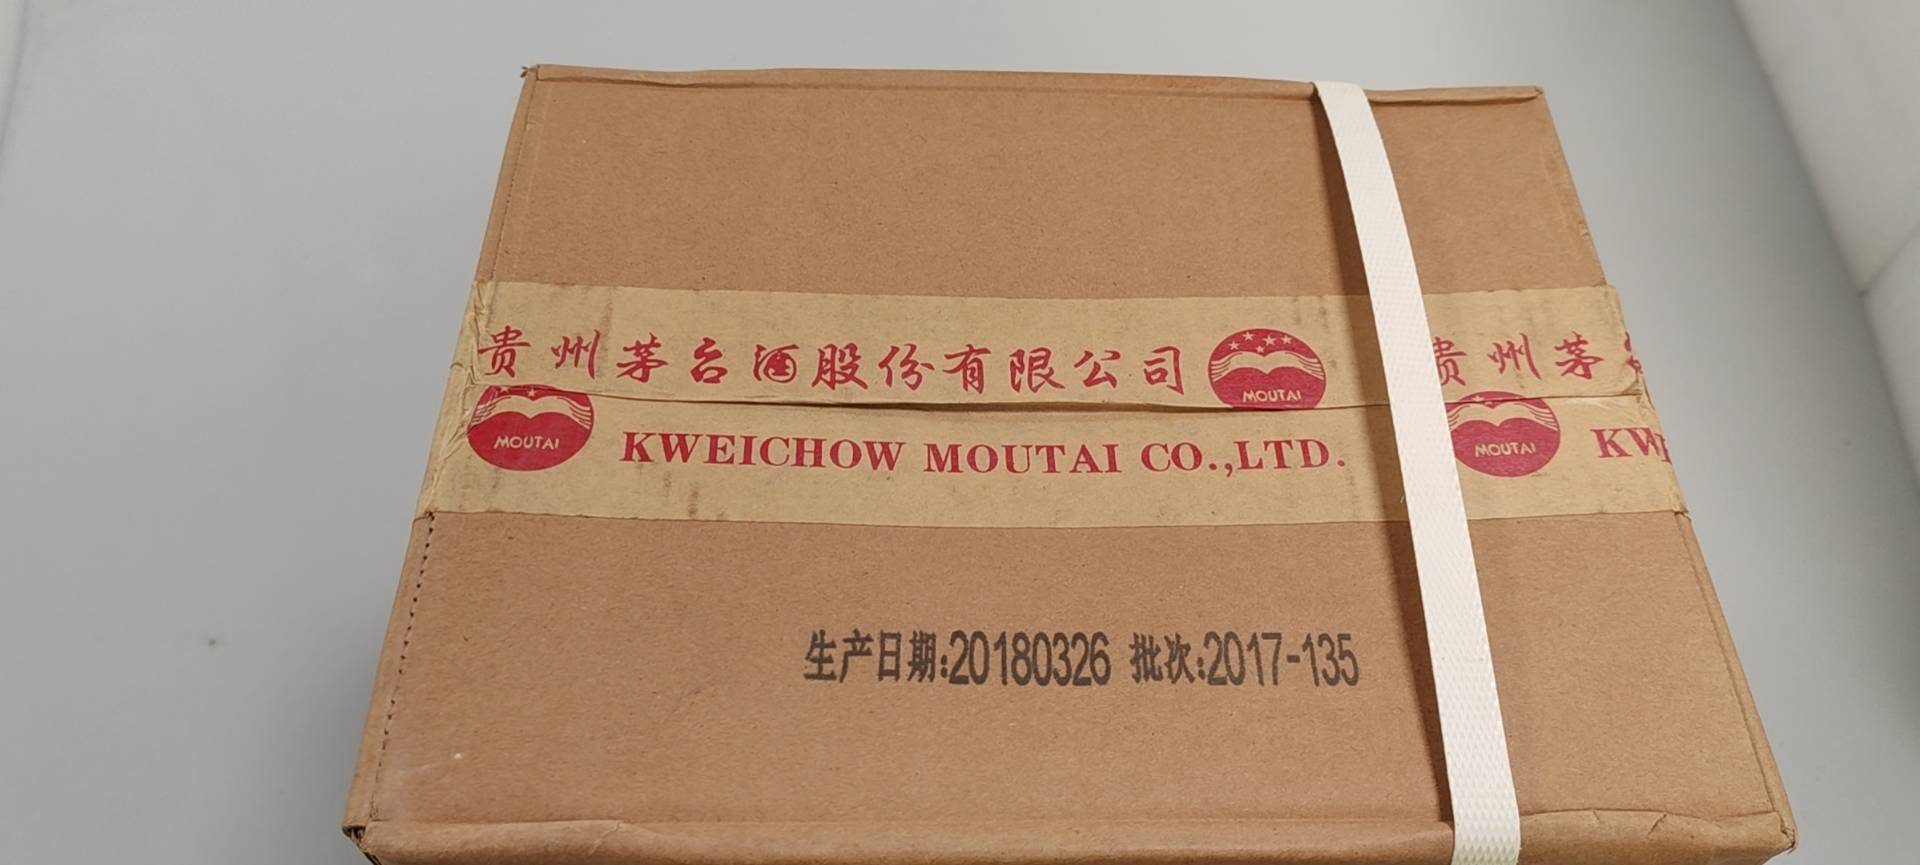 贵州茅台酒股份有限公司 MOUTAI 贵州茅
MOUTAI KWEICHOW MOUTAI CO.,LTD. MOUTAI KW
生产日期:20180326 批次:2017-135